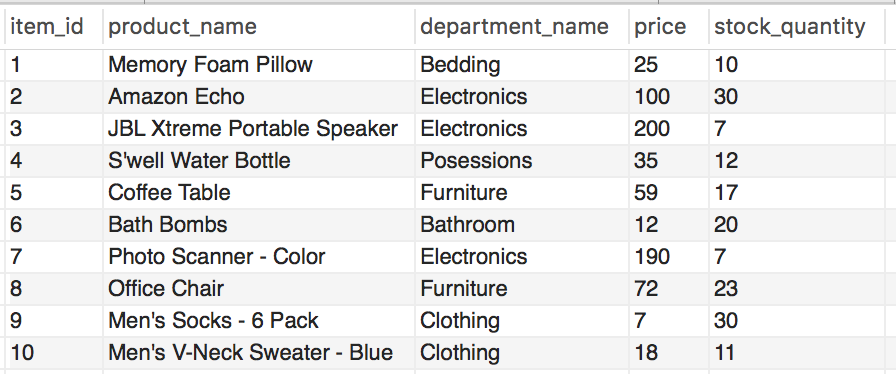 item_id product_name department_name price stock_quantity
1 Memory Foam Pillow Bedding 25 10
2 Amazon Echo Electronics 100 30
3 JBL Xtreme Portable Speaker Electronics 200 7
4 S'well Water Bottle Posessions 35 12
5 Coffee Table Furniture 59 17
6 Bath Bombs Bathroom 12 20
7 Photo Scanner - Color Electronics 190 7
8 Office Chair Furniture 72 23
9 Men's Socks - 6 Pack Clothing 7 30
10 Men's V-Neck Sweater - Blue Clothing 18 11